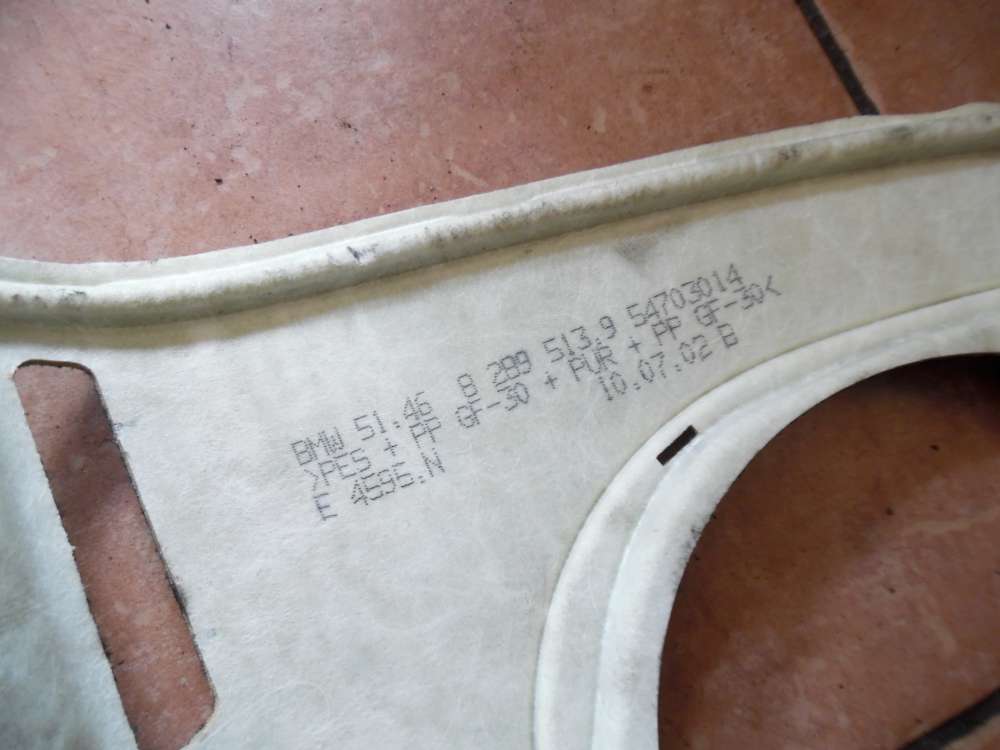 BMW 51.46 8 289 513.9 54703014
>PES + PP GF-30 + PUR + PP GF-30<
E 4595.N 10.07.02 B